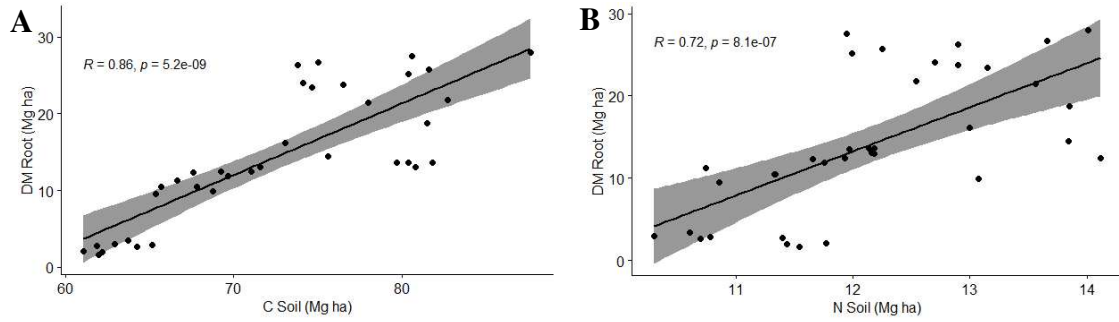 A
30
20
10
0
DM Root (Mg ha)
R = 0.86, p = 5.2e-09
60
70
80
C Soil (Mg ha)
B
30
20
10
0
DM Root (Mg ha)
R = 0.72, p = 8.1e-07
11
12
13
14
N Soil (Mg ha)